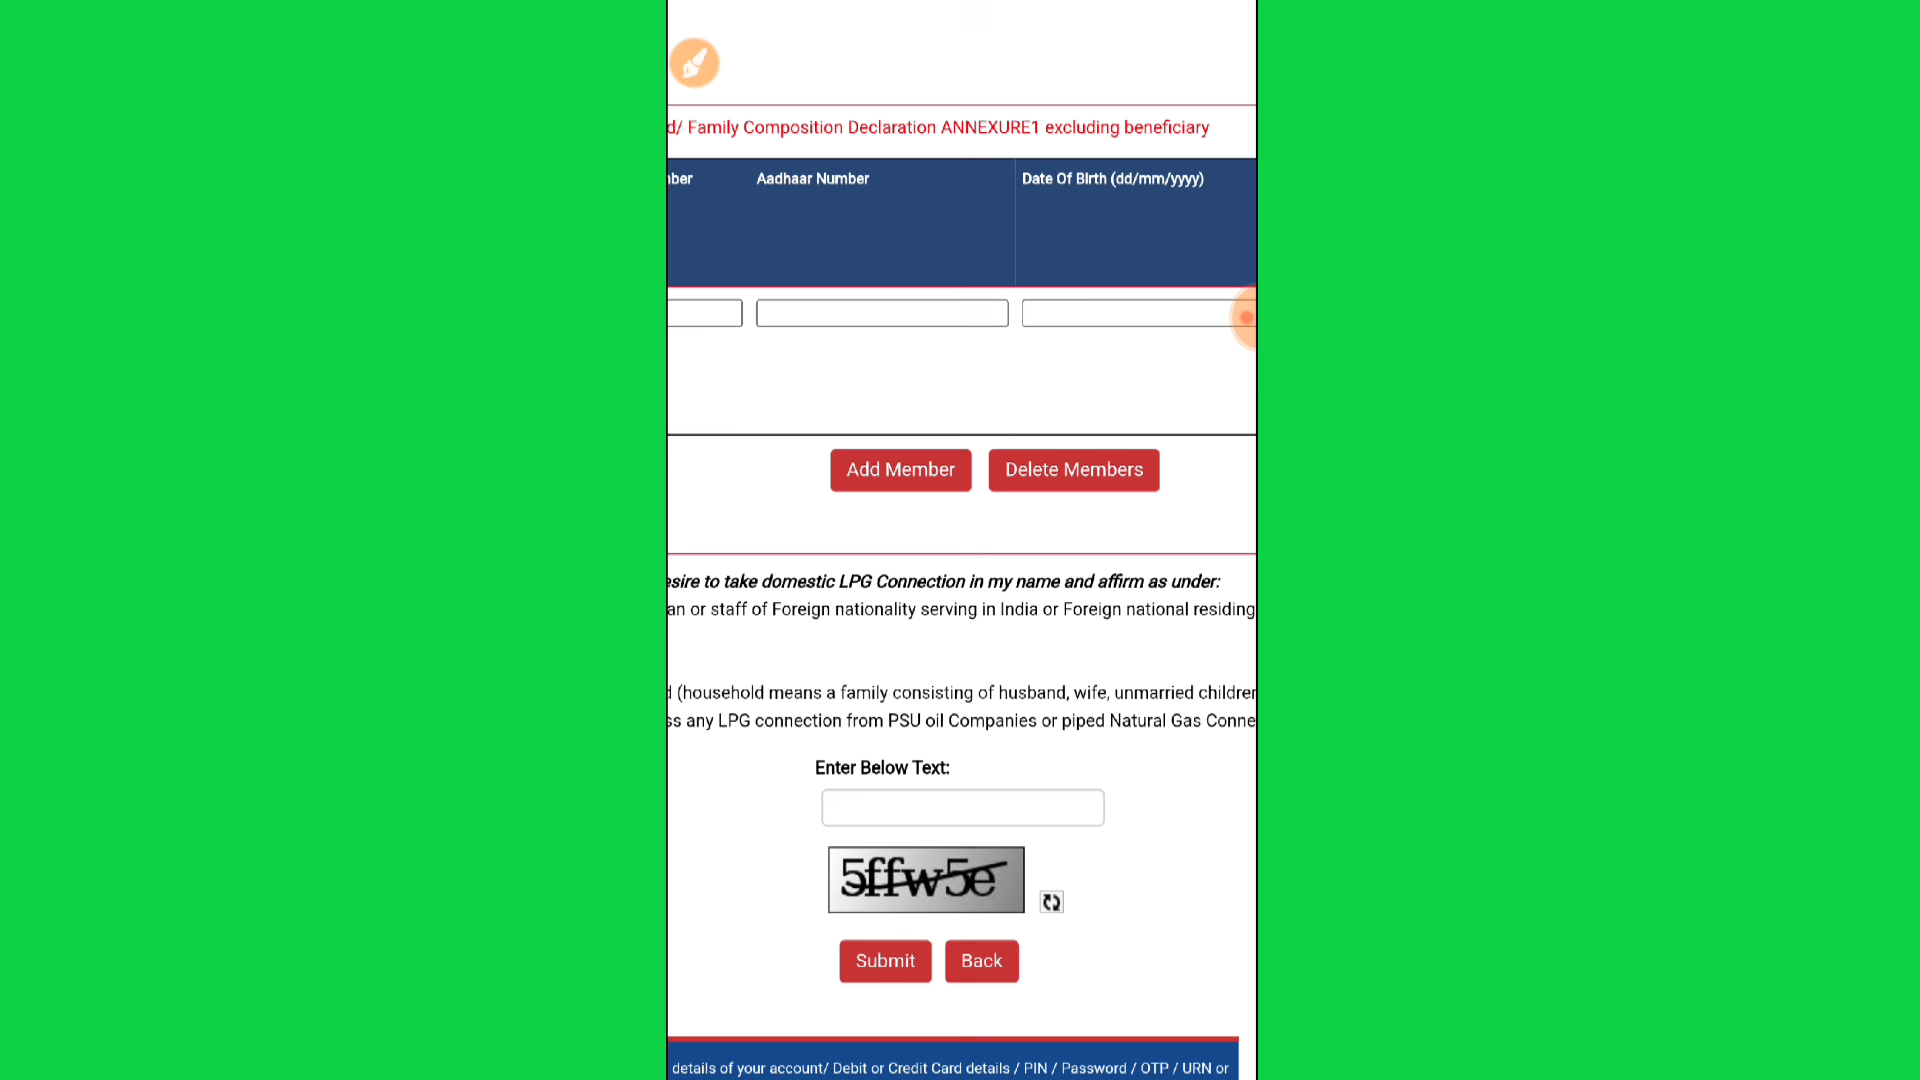 d/ Family Composition Declaration ANNEXURE1 excluding beneficiary
nber Aadhaar Number Date Of Birth (dd/mm/yyyy)
Add Member Delete Members
esire to take domestic LPG Connection in my name and affirm as under:
an or staff of Foreign nationality serving in India or Foreign national residing
d (household means a family consisting of husband, wife, unmarried children
ss any LPG connection from PSU oil Companies or piped Natural Gas Conne
Enter Below Text:
5ffw5e
Submit Back
details of your account/ Debit or Credit Card details / PIN / Password / OTP / URN or